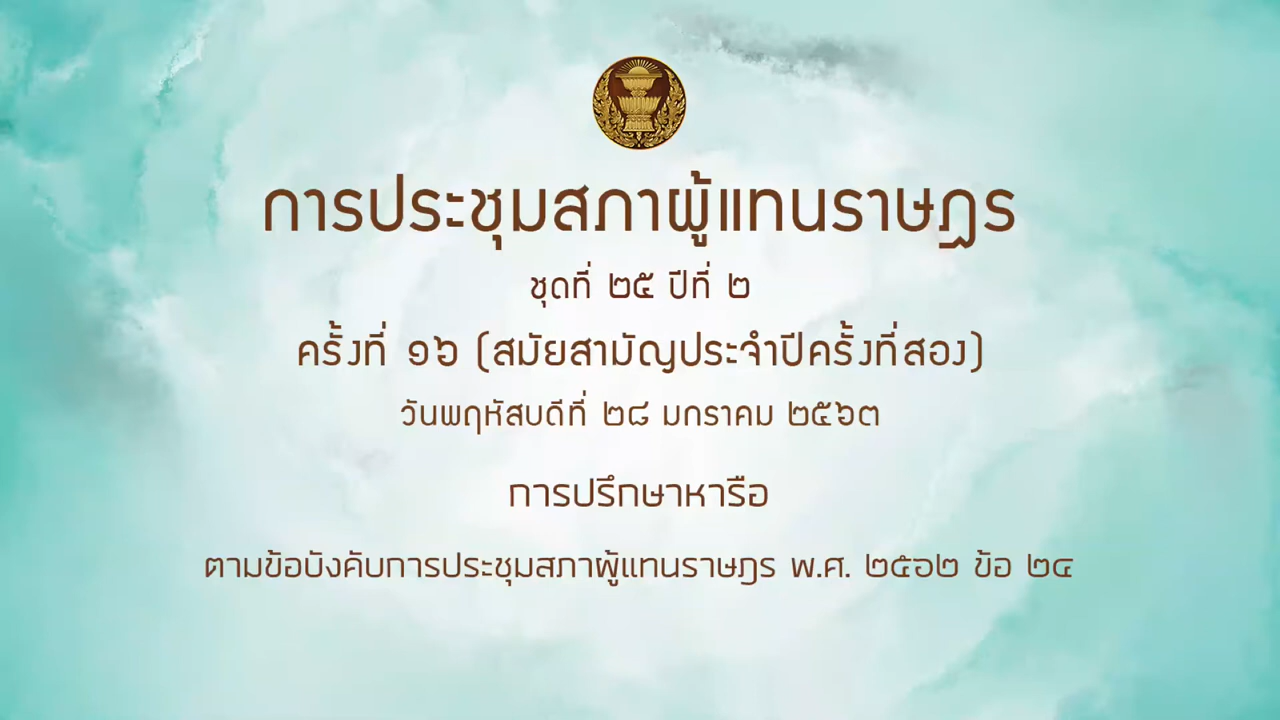 การประชุมสภาผู้แทนราษฎร
ชุดที่ ๒๕ ปีที่ ๒
ครั้งที่ ๑๖ (สมัยสามัญประจำปีครั้งที่สอง)
วันพฤหัสบดีที่ ๒๘ มกราคม ๒๕๖๓
การปรึกษาหารือ
ตามข้อบังคับการประชุมสภาผู้แทนราษฎร พ.ศ. ๒๕๖๒ ข้อ ๒๔